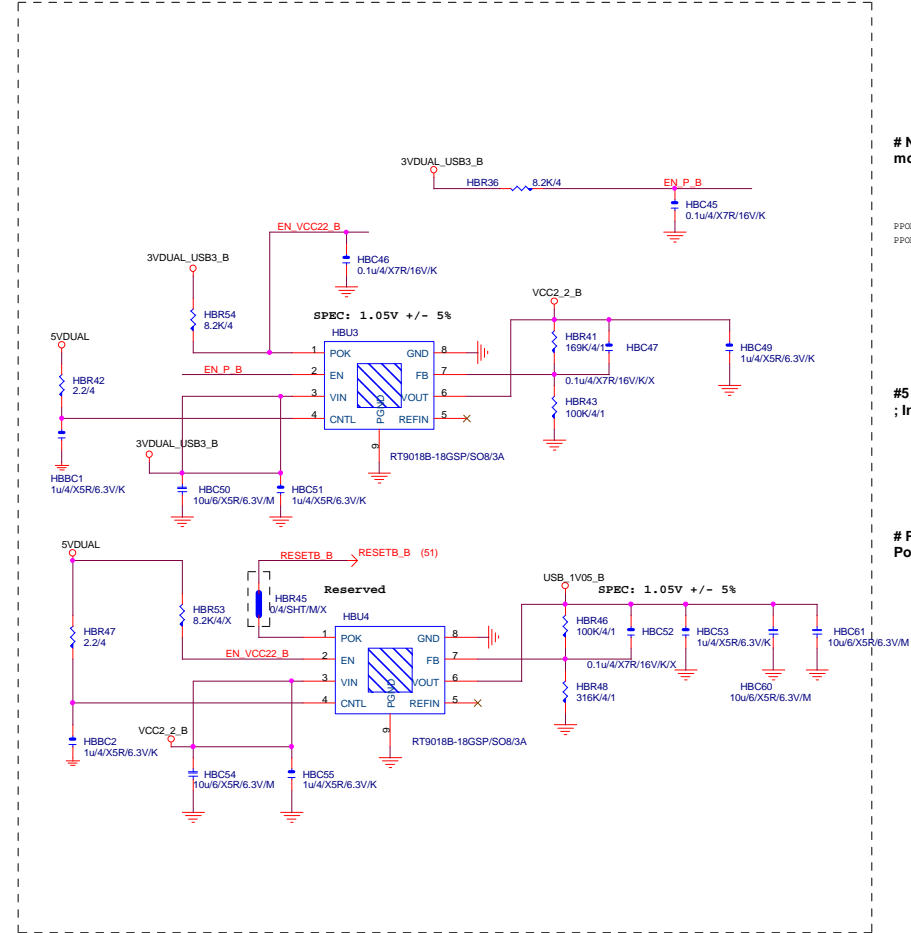 3VDUAL_USB3_B
HBR36 8.2K/4 EN_P_B
HBC45
0.1u/4/X7R/16V/K
EN_VCC22_B
HBC46
0.1u/4/X7R/16V/K
3VDUAL_USB3_B
HBR54
8.2K/4
SPEC: 1.05V +/- 5%
VCC2_2_B
5VDUAL
HBR42
2.2/4
HBU3
1 POK GND 8
EN_P_B 2 EN FB 7
3 VIN VOUT 6
4 CNTL REFIN 5
PGND
9
RT9018B-18GSP/SO8/3A
HBR41
169K/4/1
HBC47
0.1u/4/X7R/16V/K/X
HBC49
1u/4/X5R/6.3V/K
HBR43
100K/4/1
HBBC1
1u/4/X5R/6.3V/K
3VDUAL_USB3_B
HBC50
10u/6/X5R/6.3V/M
HBC51
1u/4/X5R/6.3V/K
5VDUAL
RESETB_B RESETB_B (51)
HBR45
0/4/SHT/M/X
Reserved
HBR53
8.2K/4/X
HBR47
2.2/4
HBU4
1 POK GND 8
EN_VCC22_B 2 EN FB 7
3 VIN VOUT 6
4 CNTL REFIN 5
PGND
9
RT9018B-18GSP/SO8/3A
USB_1V05_B
SPEC: 1.05V +/- 5%
HBR46
100K/4/1
HBC52
0.1u/4/X7R/16V/K/X
HBC53
1u/4/X5R/6.3V/K
HBC61
10u/6/X5R/6.3V/M
HBC60
10u/6/X5R/6.3V/M
HBR48
316K/4/1
HBBC2
1u/4/X5R/6.3V/K
VCC2_2_B
HBC54
10u/6/X5R/6.3V/M
HBC55
1u/4/X5R/6.3V/K
# N
mo
PPO
PPO
#5
; In
Po